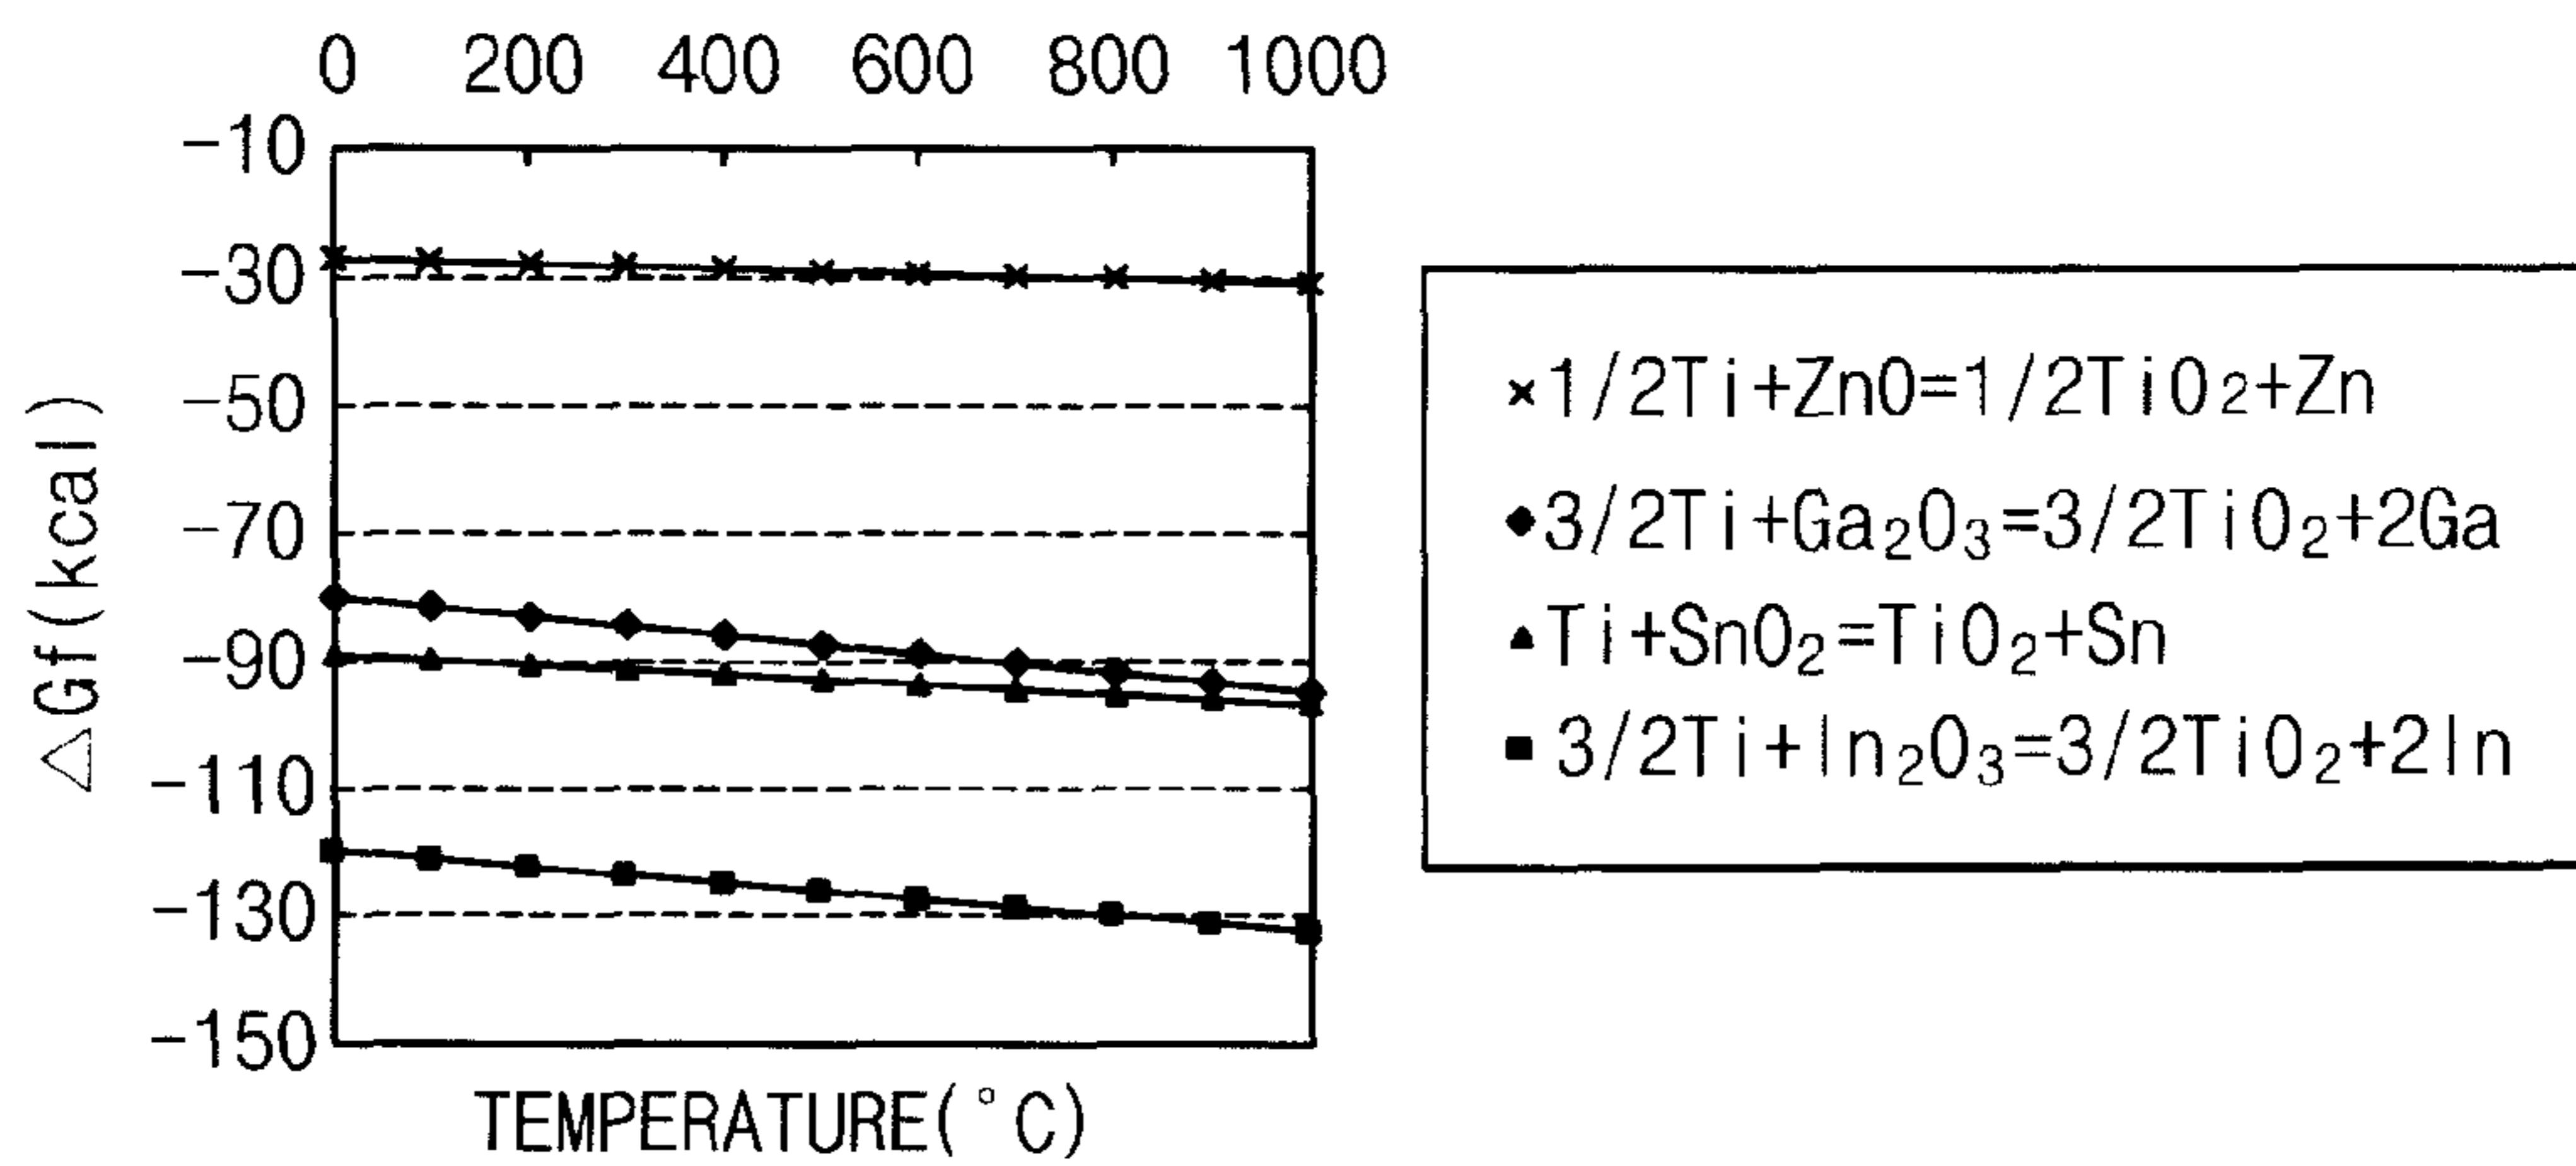 0 200 400 600 800 1000
-10
-30
-50
-70
-90
-110
-130
-150
△Gf(kcal)
TEMPERATURE(°C)
1/2Ti+ZnO=1/2TiO₂+Zn
3/2Ti+Ga₂O₃=3/2TiO₂+2Ga
Ti+SnO₂=TiO₂+Sn
3/2Ti+In₂O₃=3/2TiO₂+2In